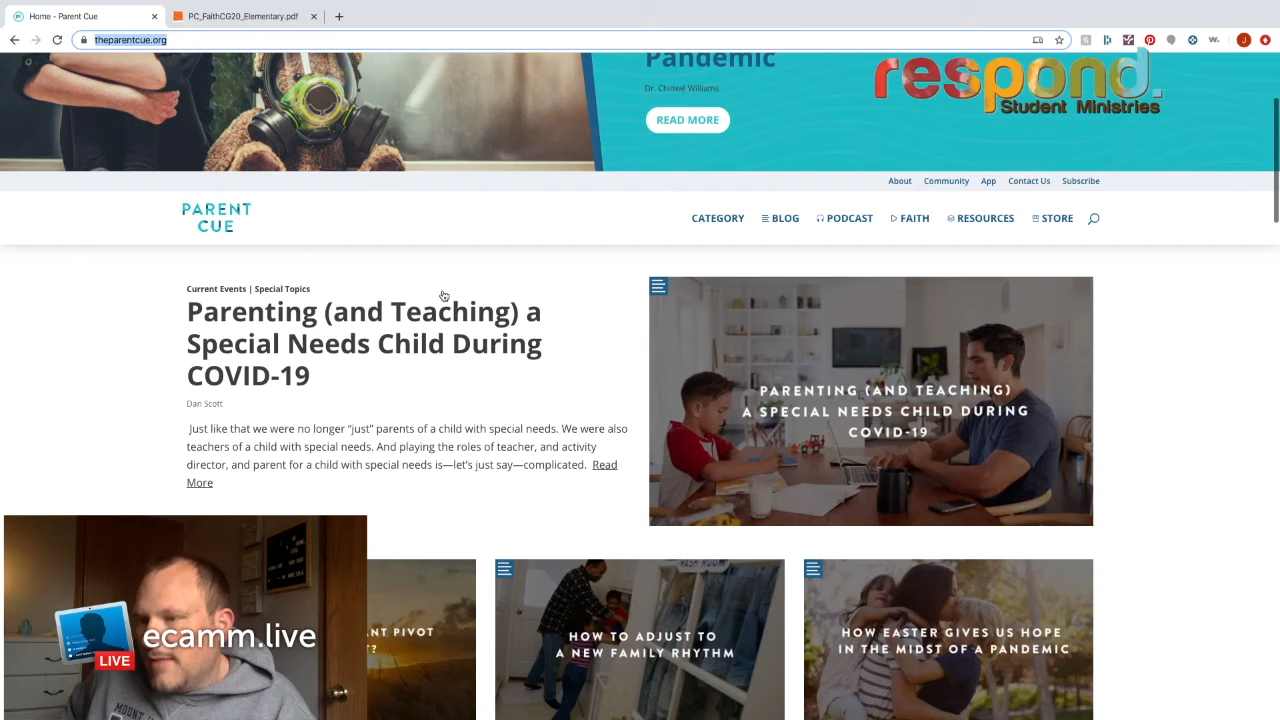 Home - Parent Cue
PC_FaithCG20_Elementary.pdf
theparentcue.org
Pandemic
Dr. Chinwé Williams
READ MORE
respond.
Student Ministries
About Community App Contact Us Subscribe
PARENT
CUE
CATEGORY BLOG PODCAST FAITH RESOURCES STORE
Current Events | Special Topics
Parenting (and Teaching) a
Special Needs Child During
COVID-19
Dan Scott
Just like that we were no longer “just” parents of a child with special needs. We were also
teachers of a child with special needs. And playing the roles of teacher, and activity
director, and parent for a child with special needs is—let's just say—complicated. Read
More
PARENTING (AND TEACHING)
A SPECIAL NEEDS CHILD DURING
COVID-19
ecamm.live
LIVE
MOUNT
ANT PIVOT
T?
WASH ROOM
HOW TO ADJUST TO
A NEW FAMILY RHYTHM
HOW EASTER GIVES US HOPE
IN THE MIDST OF A PANDEMIC